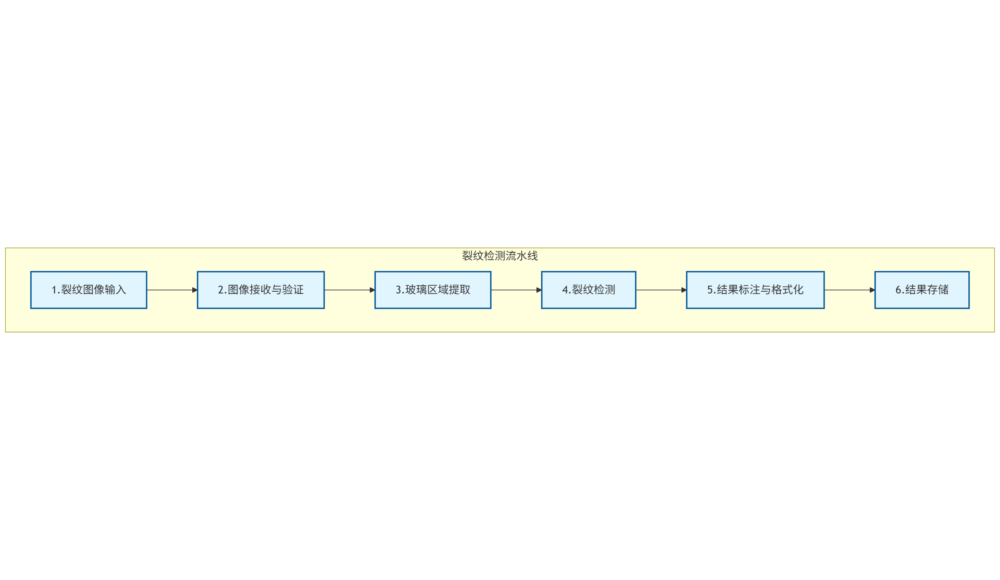 裂纹检测流水线
1.裂纹图像输入
2.图像接收与验证
3.玻璃区域提取
4.裂纹检测
5.结果标注与格式化
6.结果存储